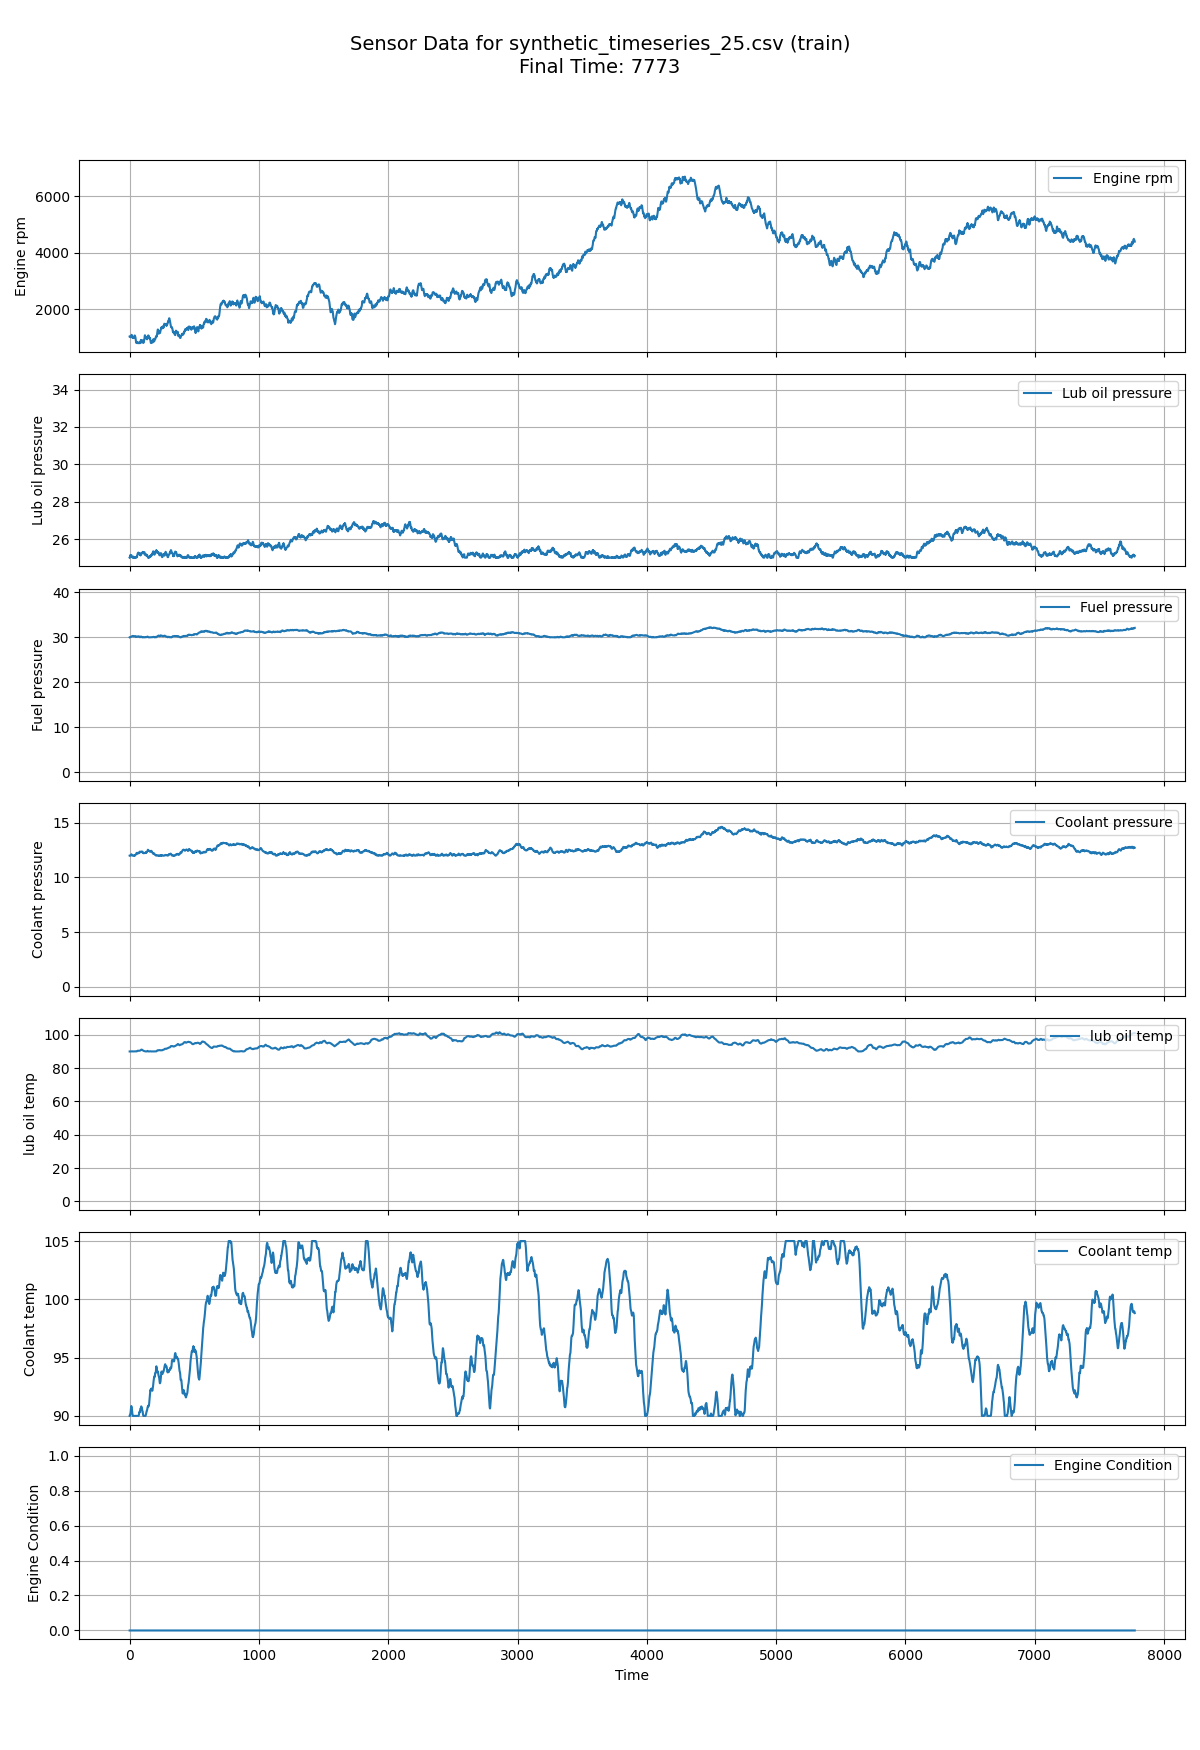 Sensor Data for synthetic_timeseries_25.csv (train)
Final Time: 7773
Engine rpm
6000
4000
2000
Engine rpm
Lub oil pressure
34
32
30
28
26
Lub oil pressure
Fuel pressure
40
30
20
10
0
Fuel pressure
Coolant pressure
15
10
5
0
Coolant pressure
lub oil temp
100
80
60
40
20
0
lub oil temp
Coolant temp
105
100
95
90
Coolant temp
Engine Condition
1.0
0.8
0.6
0.4
0.2
0.0
Engine Condition
0 1000 2000 3000 4000 5000 6000 7000 8000
Time